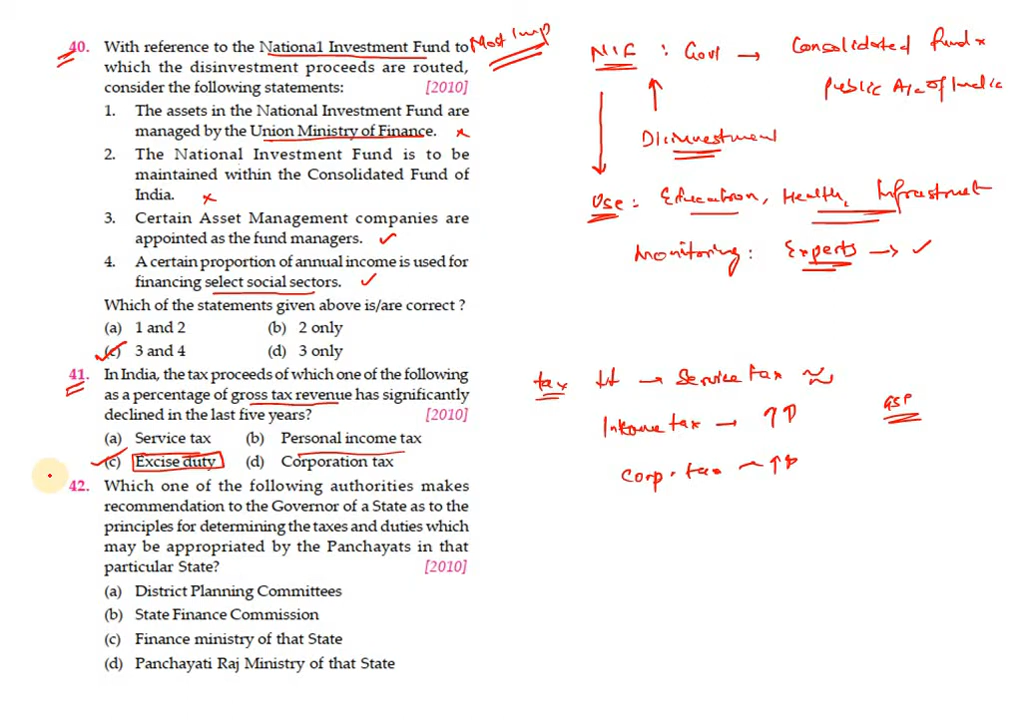 40. With reference to the National Investment Fund to
which the disinvestment proceeds are routed,
consider the following statements: [2010]
1. The assets in the National Investment Fund are
managed by the Union Ministry of Finance. ×
2. The National Investment Fund is to be
maintained within the Consolidated Fund of
India. ×
3. Certain Asset Management companies are
appointed as the fund managers. ✓
4. A certain proportion of annual income is used for
financing select social sectors. ✓
Which of the statements given above is/are correct ?
(a) 1 and 2 (b) 2 only
(c) 3 and 4 (d) 3 only
41. In India, the tax proceeds of which one of the following
as a percentage of gross tax revenue has significantly
declined in the last five years? [2010]
(a) Service tax (b) Personal income tax
(c) Excise duty (d) Corporation tax
42. Which one of the following authorities makes
recommendation to the Governor of a State as to the
principles for determining the taxes and duties which
may be appropriated by the Panchayats in that
particular State? [2010]
(a) District Planning Committees
(b) State Finance Commission
(c) Finance ministry of that State
(d) Panchayati Raj Ministry of that State
Most Imp
NIF : Govt → Consolidated fund ×
Public A/c of India
Disinvestment
Use: Education, Health, Infrastruct
Monitoring: Experts → ✓
tax → Service tax
Income tax → ↑↑
Corp. tax